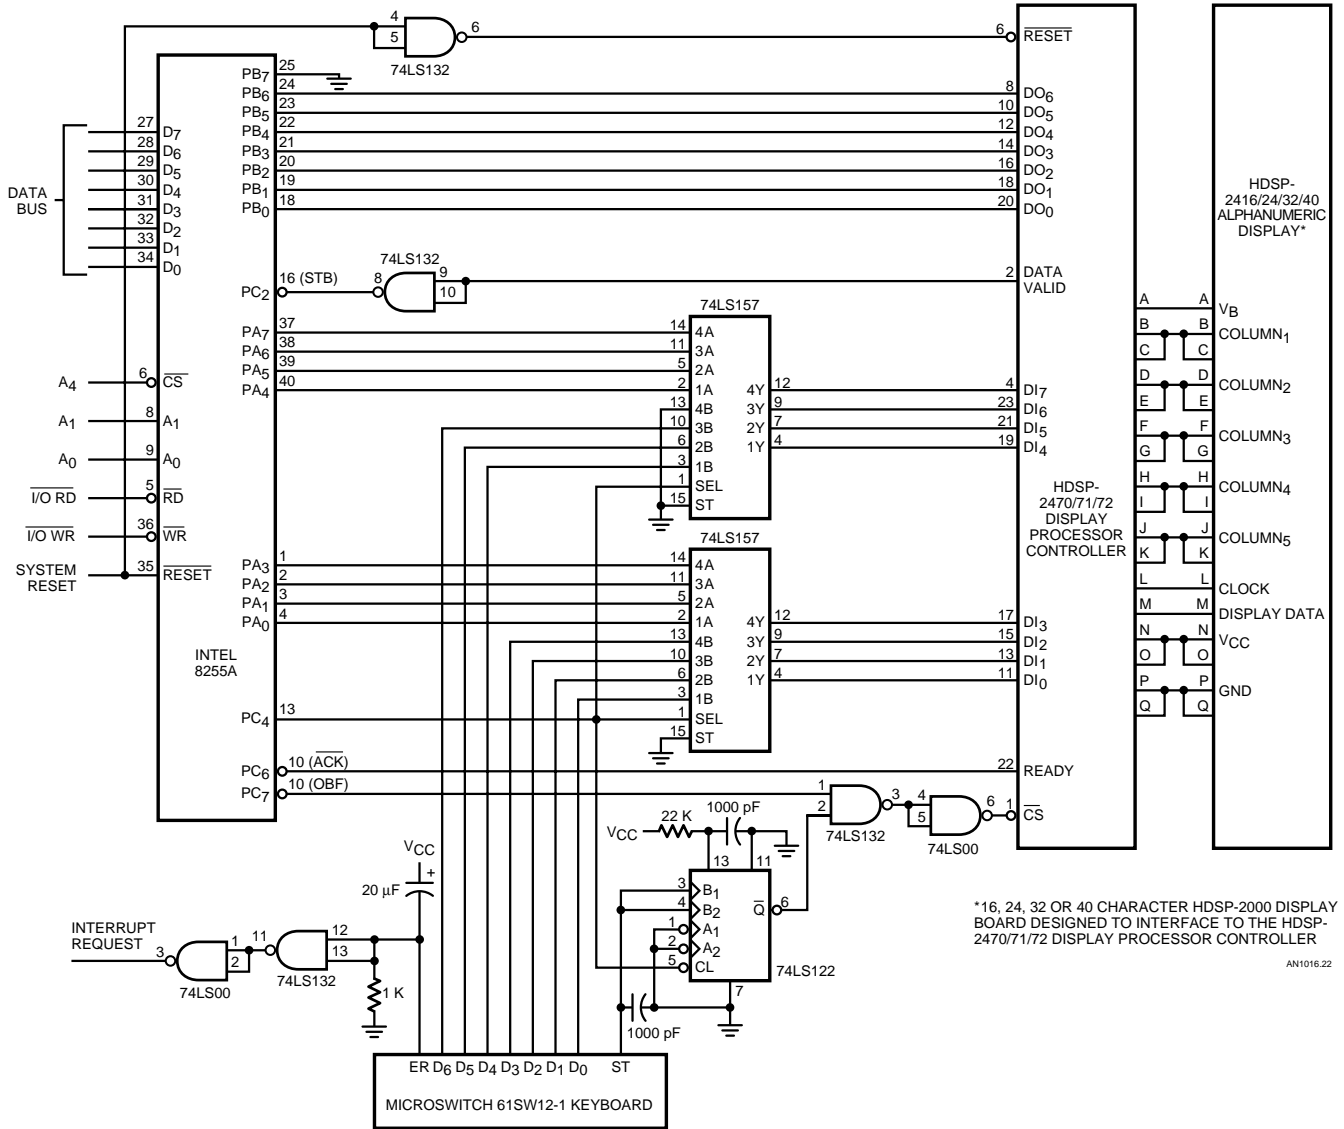 4
5
6
74LS132
6
RESET
PB7
25
PB6
24
PB5
23
PB4
22
PB3
21
PB2
20
PB1
19
PB0
18
8
DO6
10
DO5
12
DO4
14
DO3
16
DO2
18
DO1
20
DO0
DATA
BUS
27
D7
28
D6
29
D5
30
D4
31
D3
32
D2
33
D1
34
D0
HDSP-
2416/24/32/40
ALPHANUMERIC
DISPLAY*
74LS132
PC2
16 (STB)
8
9
10
2
DATA
VALID
74LS157
PA7
37
PA6
38
PA5
39
PA4
40
14
4A
11
3A
5
2A
2
1A
13
4B
10
3B
6
2B
3
1B
1
SEL
15
ST
4Y
12
3Y
9
2Y
7
1Y
4
4
DI7
23
DI6
21
DI5
19
DI4
A4
6
CS
A1
8
A1
A0
9
A0
I/O RD
5
RD
I/O WR
36
WR
SYSTEM
RESET
35
RESET
A
A
VB
B
B
COLUMN1
C
C
D
D
COLUMN2
E
E
F
F
COLUMN3
G
G
H
H
COLUMN4
I
I
J
J
COLUMN5
K
K
L
L
CLOCK
M
M
DISPLAY DATA
N
N
VCC
O
O
P
P
GND
Q
Q
HDSP-
2470/71/72
DISPLAY
PROCESSOR
CONTROLLER
74LS157
PA3
1
PA2
2
PA1
3
PA0
4
14
4A
11
3A
5
2A
2
1A
13
4B
10
3B
6
2B
3
1B
1
SEL
15
ST
4Y
12
3Y
9
2Y
7
1Y
4
17
DI3
15
DI2
13
DI1
11
DI0
INTEL
8255A
PC4
13
PC6
10 (ACK)
PC7
10 (OBF)
22
READY
1
2
3
74LS132
4
5
6
74LS00
1
CS
VCC
22 K
1000 pF
13
11
3
B1
4
B2
1
A1
2
A2
5
CL
Q
6
7
74LS122
1000 pF
VCC
20 µF
+
INTERRUPT
REQUEST
3
1
2
74LS00
11
12
13
74LS132
1 K
ER D6 D5 D4 D3 D2 D1 D0 ST
MICROSWITCH 61SW12-1 KEYBOARD
*16, 24, 32 OR 40 CHARACTER HDSP-2000 DISPLAY
BOARD DESIGNED TO INTERFACE TO THE HDSP-
2470/71/72 DISPLAY PROCESSOR CONTROLLER
AN1016.22